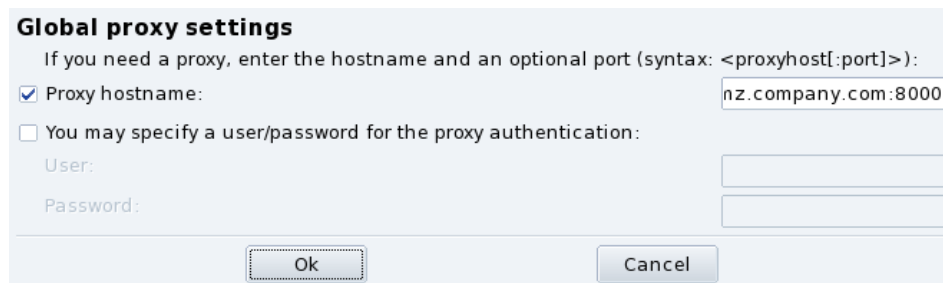 Global proxy settings
If you need a proxy, enter the hostname and an optional port (syntax: <proxyhost[:port]>):
Proxy hostname: nz.company.com:8000
You may specify a user/password for the proxy authentication:
User:
Password:
Ok Cancel